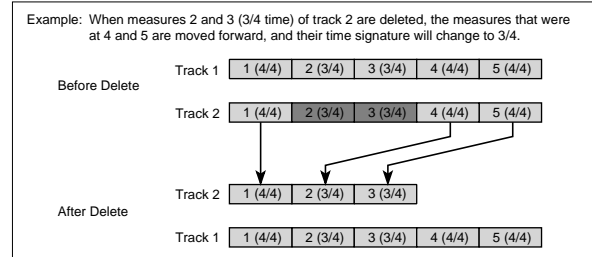 Example: When measures 2 and 3 (3/4 time) of track 2 are deleted, the measures that were
at 4 and 5 are moved forward, and their time signature will change to 3/4.
Before Delete
Track 1 1 (4/4) 2 (3/4) 3 (3/4) 4 (4/4) 5 (4/4)
Track 2 1 (4/4) 2 (3/4) 3 (3/4) 4 (4/4) 5 (4/4)
After Delete
Track 2 1 (4/4) 2 (3/4) 3 (3/4)
Track 1 1 (4/4) 2 (3/4) 3 (3/4) 4 (4/4) 5 (4/4)